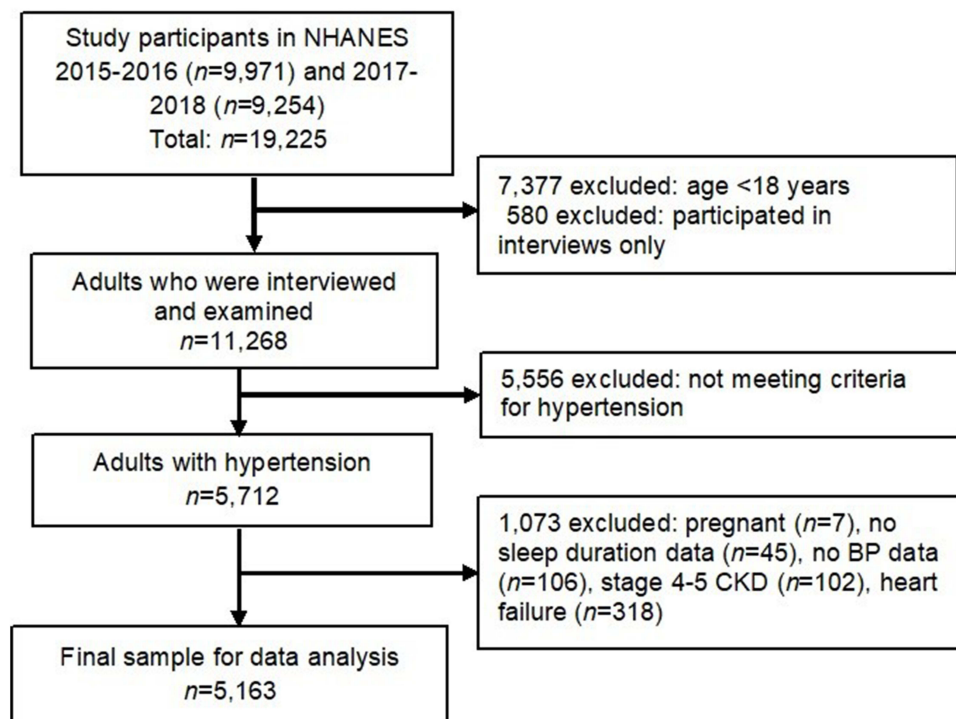 Study participants in NHANES
2015-2016 (n=9,971) and 2017-
2018 (n=9,254)
Total: n=19,225
7,377 excluded: age <18 years
580 excluded: participated in
interviews only
Adults who were interviewed
and examined
n=11,268
5,556 excluded: not meeting criteria
for hypertension
Adults with hypertension
n=5,712
1,073 excluded: pregnant (n=7), no
sleep duration data (n=45), no BP data
(n=106), stage 4-5 CKD (n=102), heart
failure (n=318)
Final sample for data analysis
n=5,163